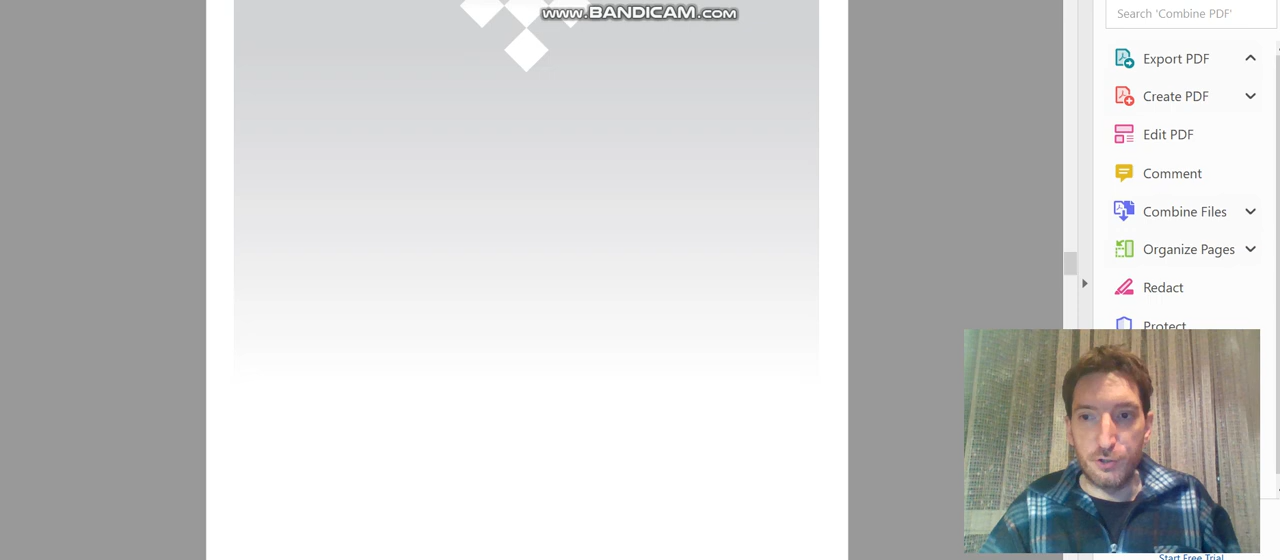 www.BANDICAM.com
Search 'Combine PDF'
Export PDF
Create PDF
Edit PDF
Comment
Combine Files
Organize Pages
Redact
Protect
Start Free Trial